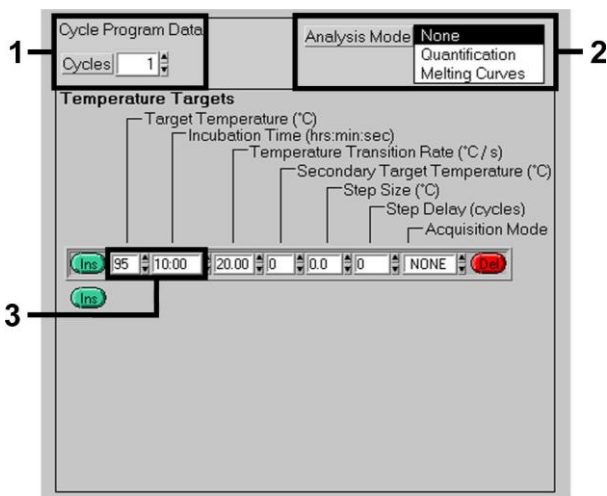 Cycle Program Data
Cycles 1
1
Analysis Mode None
Quantification
Melting Curves
2
Temperature Targets
Target Temperature (°C)
Incubation Time (hrs:min:sec)
Temperature Transition Rate (°C / s)
Secondary Target Temperature (°C)
Step Size (°C)
Step Delay (cycles)
Acquisition Mode
Ins 95 10:00 20.00 0 0.0 0 NONE Del
Ins
3